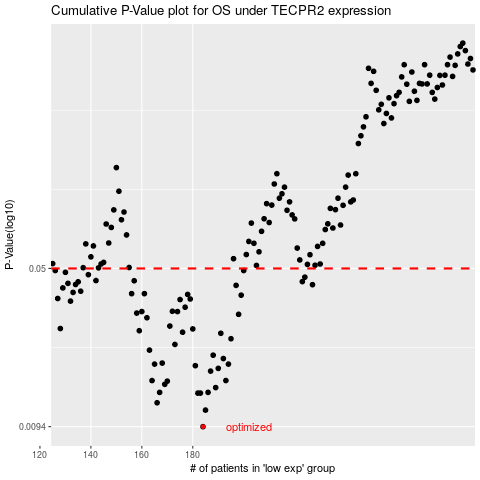 Cumulative P-Value plot for OS under TECPR2 expression
P-Value(log10)
0.05
0.0094
optimized
120 140 160 180
# of patients in 'low exp' group